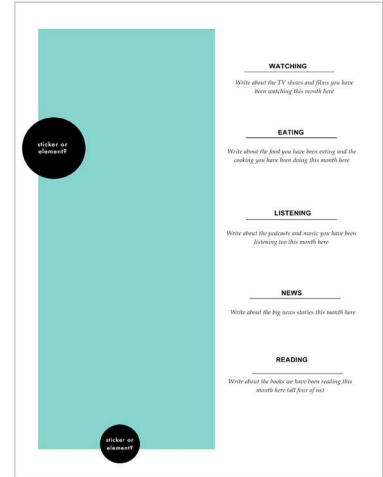 WATCHING
Write about the TV shows and films you have
been watching this month here
sticker or
element?
EATING
Write about the food you have been eating and the
cooking you have been doing this month here
LISTENING
Write about the podcasts and music you have been
listening too this month here
NEWS
Write about the big news stories this month here
READING
Write about the books we have been reading this
month here (all four of us)
sticker or
element?